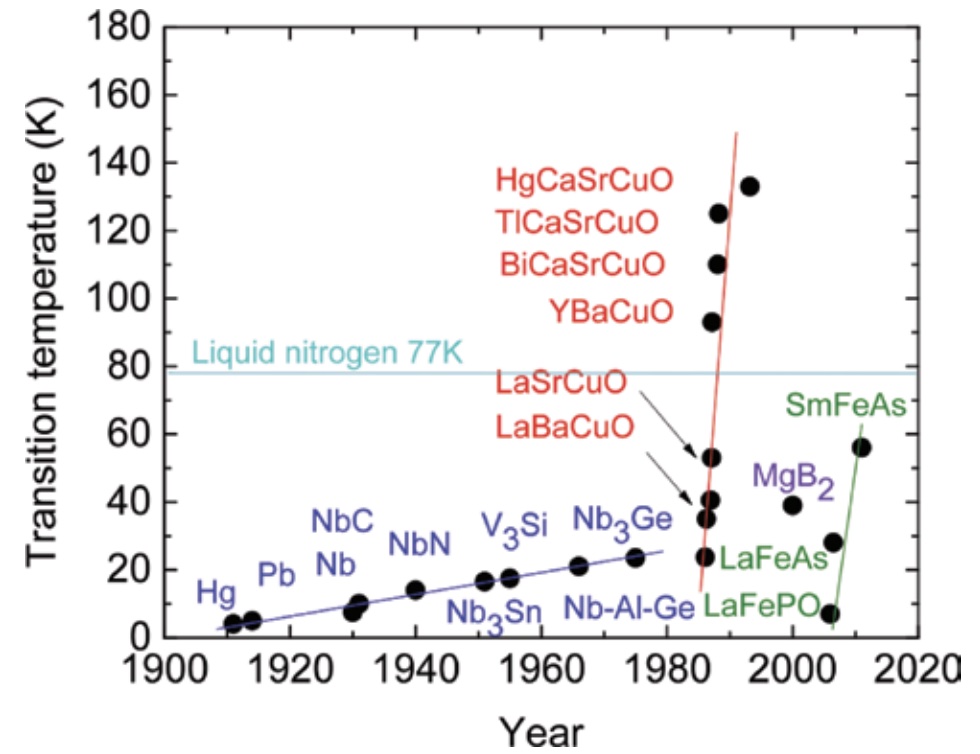 180
160
140
120
100
80
60
40
20
0
Transition temperature (K)
HgCaSrCuO
TlCaSrCuO
BiCaSrCuO
YBaCuO
Liquid nitrogen 77K
LaSrCuO
LaBaCuO
SmFeAs
MgB2
NbC
NbN
V3Si
Nb3Ge
Hg
Pb
Nb
LaFeAs
Nb3Sn
Nb-Al-Ge
LaFePO
1900 1920 1940 1960 1980 2000 2020
Year